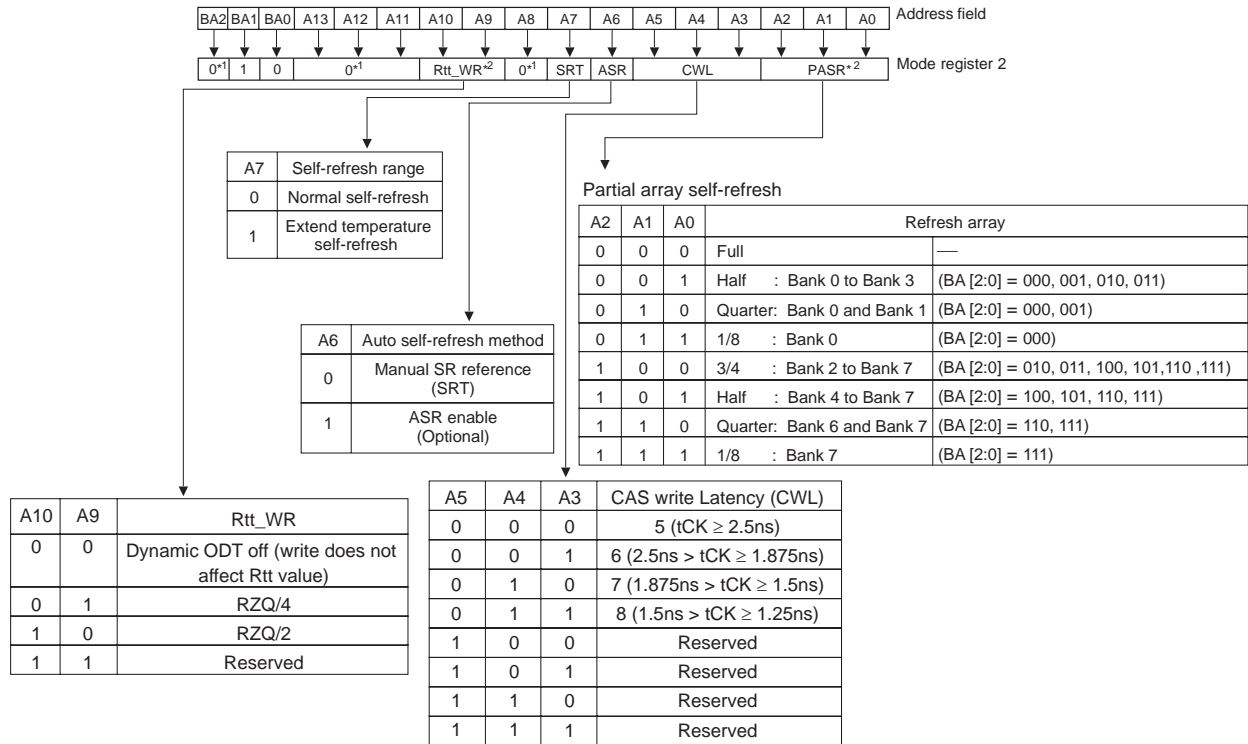 BA2 BA1 BA0 A13 A12 A11 A10 A9 A8 A7 A6 A5 A4 A3 A2 A1 A0 Address field
0*1 1 0 0*1 Rtt_WR*2 0*1 SRT ASR CWL PASR*2 Mode register 2
A7 Self-refresh range
0 Normal self-refresh
1 Extend temperature
self-refresh
Partial array self-refresh
A2 A1 A0 Refresh array
0 0 0 Full —
0 0 1 Half : Bank 0 to Bank 3 (BA [2:0] = 000, 001, 010, 011)
0 1 0 Quarter: Bank 0 and Bank 1 (BA [2:0] = 000, 001)
0 1 1 1/8 : Bank 0 (BA [2:0] = 000)
1 0 0 3/4 : Bank 2 to Bank 7 (BA [2:0] = 010, 011, 100, 101,110 ,111)
1 0 1 Half : Bank 4 to Bank 7 (BA [2:0] = 100, 101, 110, 111)
1 1 0 Quarter: Bank 6 and Bank 7 (BA [2:0] = 110, 111)
1 1 1 1/8 : Bank 7 (BA [2:0] = 111)
A6 Auto self-refresh method
0 Manual SR reference
(SRT)
1 ASR enable
(Optional)
A10 A9 Rtt_WR
0 0 Dynamic ODT off (write does not
affect Rtt value)
0 1 RZQ/4
1 0 RZQ/2
1 1 Reserved
A5 A4 A3 CAS write Latency (CWL)
0 0 0 5 (tCK ≥ 2.5ns)
0 0 1 6 (2.5ns > tCK ≥ 1.875ns)
0 1 0 7 (1.875ns > tCK ≥ 1.5ns)
0 1 1 8 (1.5ns > tCK ≥ 1.25ns)
1 0 0 Reserved
1 0 1 Reserved
1 1 0 Reserved
1 1 1 Reserved